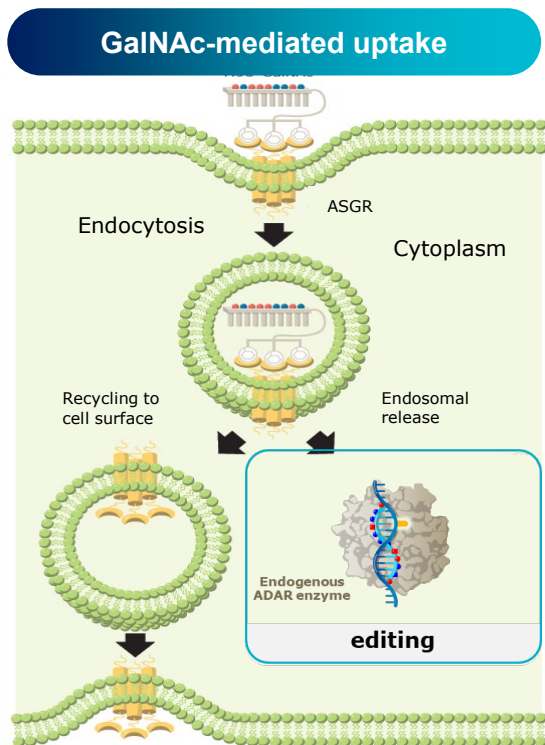 GalNAc-mediated uptake
ASGR
Endocytosis
Cytoplasm
Recycling to
cell surface
Endosomal
release
Endogenous
ADAR enzyme
editing